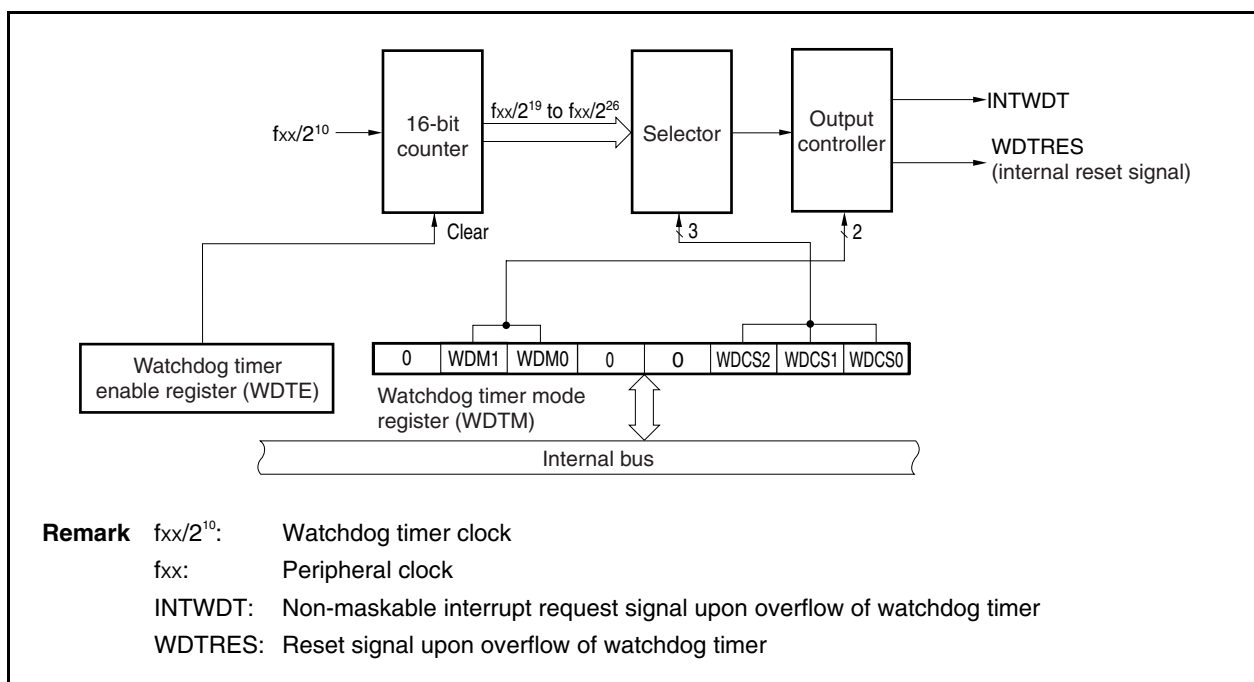 fxx/2¹⁰
16-bit
counter
fxx/2¹⁹ to fxx/2²⁶
Selector
Output
controller
INTWDT
WDTRES
(internal reset signal)
Clear
3
2
Watchdog timer
enable register (WDTE)
0 WDM1 WDM0 0 0 WDCS2 WDCS1 WDCS0
Watchdog timer mode
register (WDTM)
Internal bus
Remark fxx/2¹⁰: Watchdog timer clock
fxx: Peripheral clock
INTWDT: Non-maskable interrupt request signal upon overflow of watchdog timer
WDTRES: Reset signal upon overflow of watchdog timer